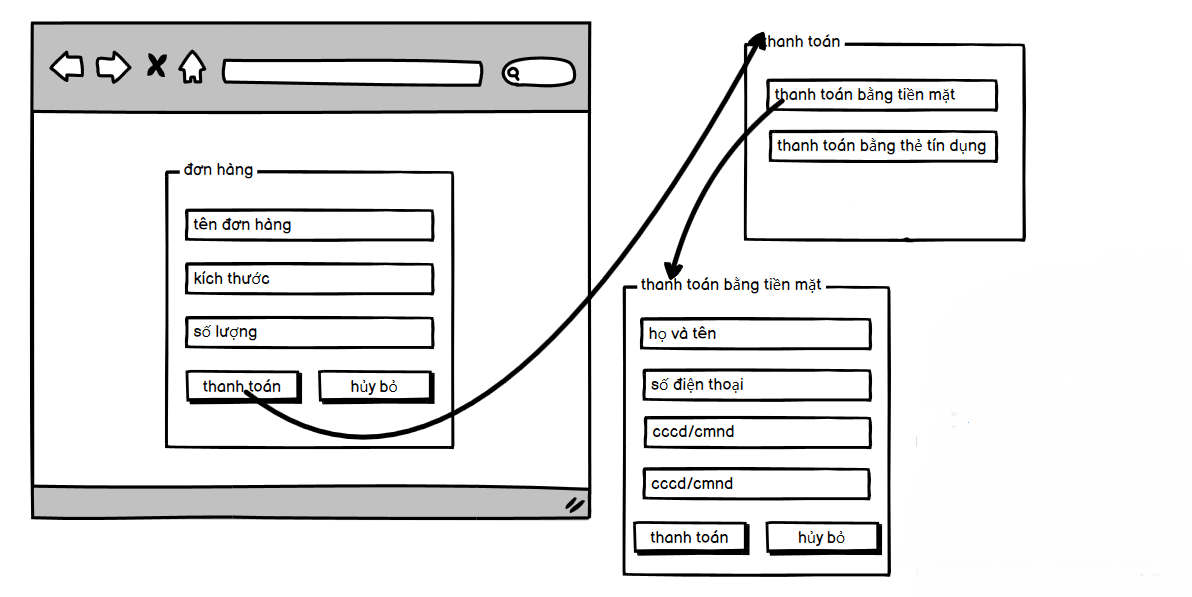 đơn hàng
tên đơn hàng
kích thước
số lượng
thanh toán
hủy bỏ
thanh toán
thanh toán bằng tiền mặt
thanh toán bằng thẻ tín dụng
thanh toán bằng tiền mặt
họ và tên
số điện thoại
cccd/cmnd
cccd/cmnd
thanh toán
hủy bỏ